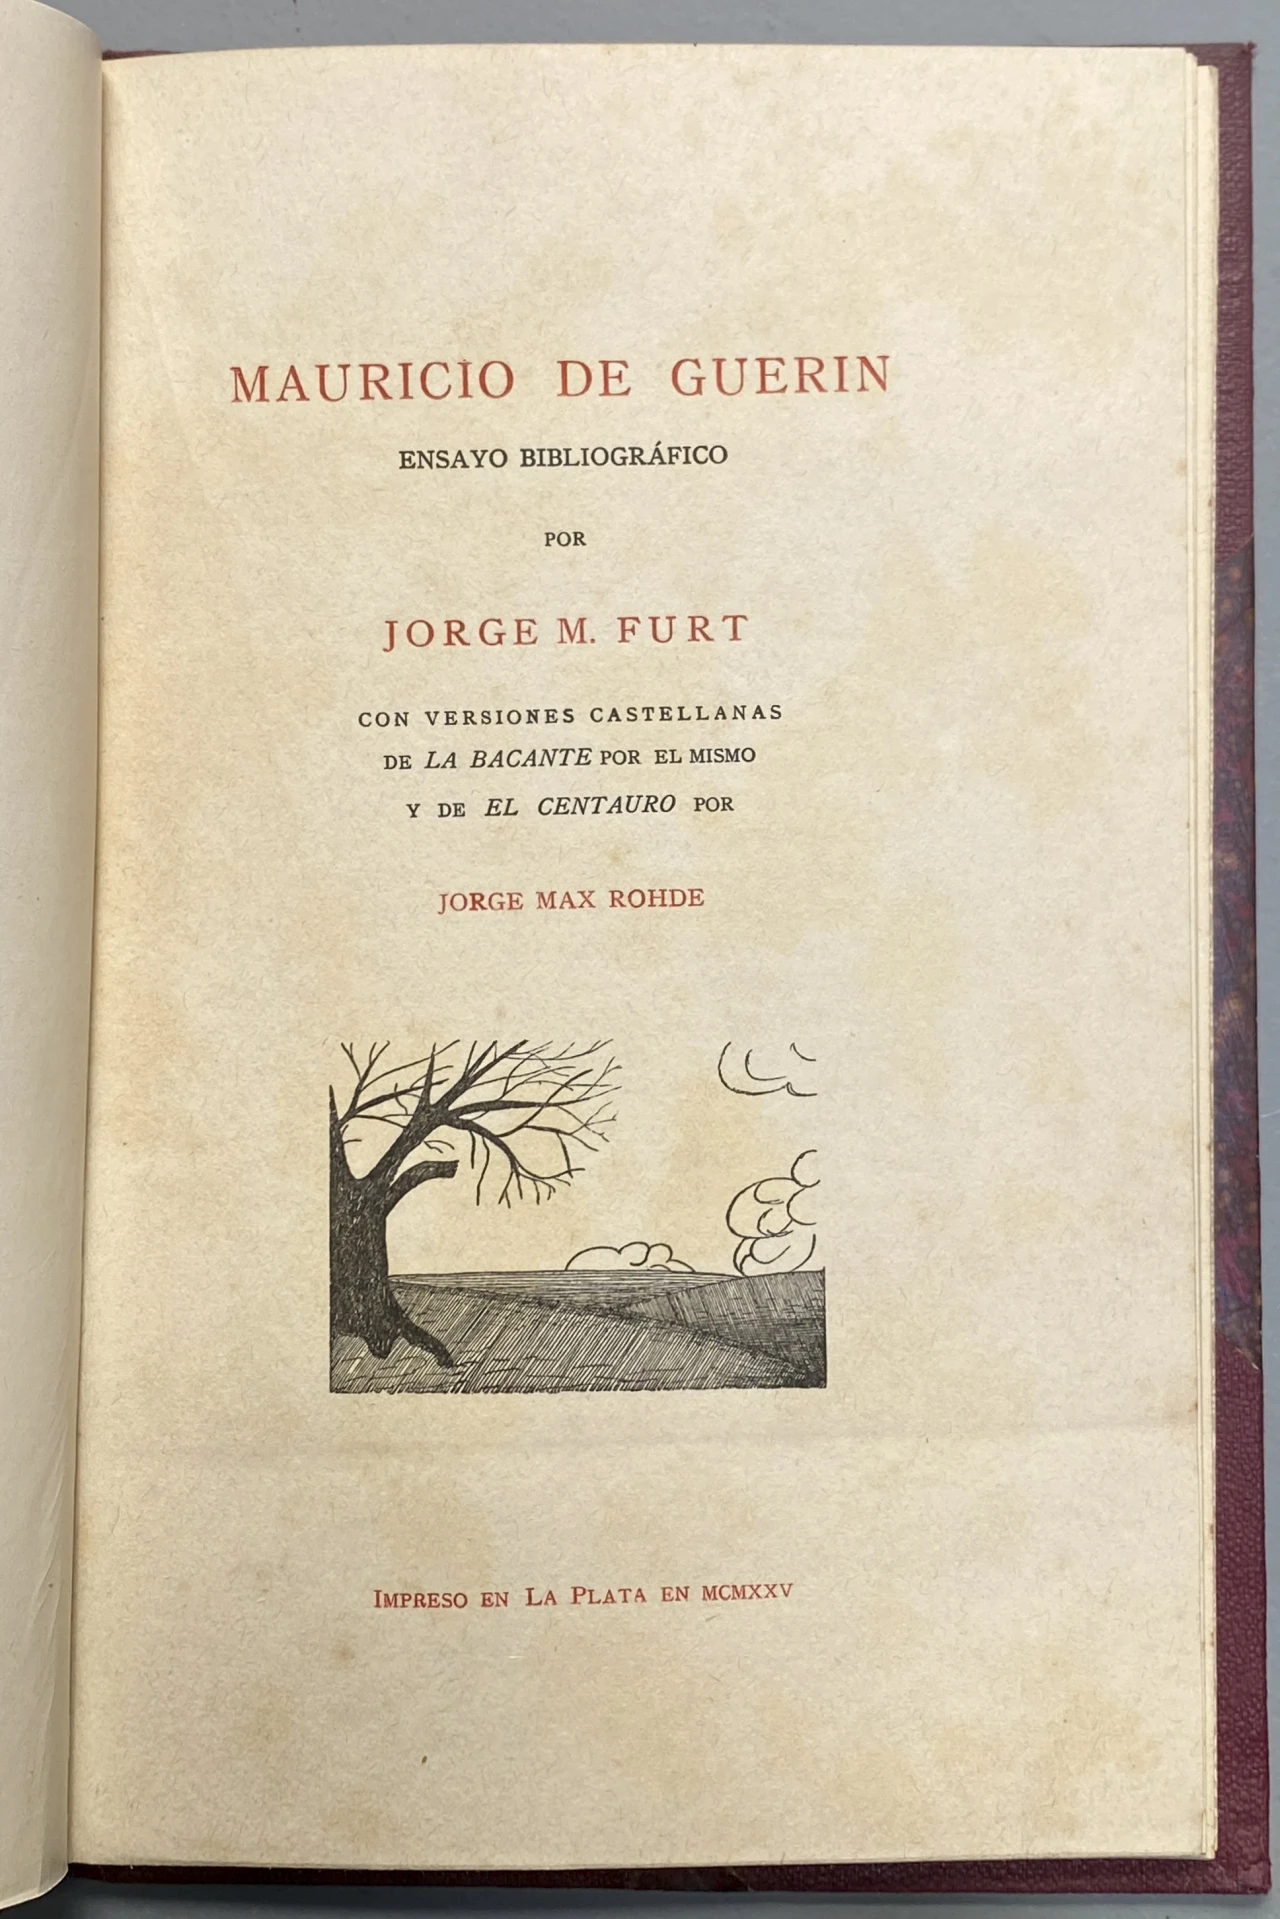 MAURICIO DE GUERIN
ENSAYO BIBLIOGRÁFICO
POR
JORGE M. FURT
CON VERSIONES CASTELLANAS
DE LA BACANTE POR EL MISMO
Y DE EL CENTAURO POR
JORGE MAX ROHDE
IMPRESO EN LA PLATA EN MCMXXV